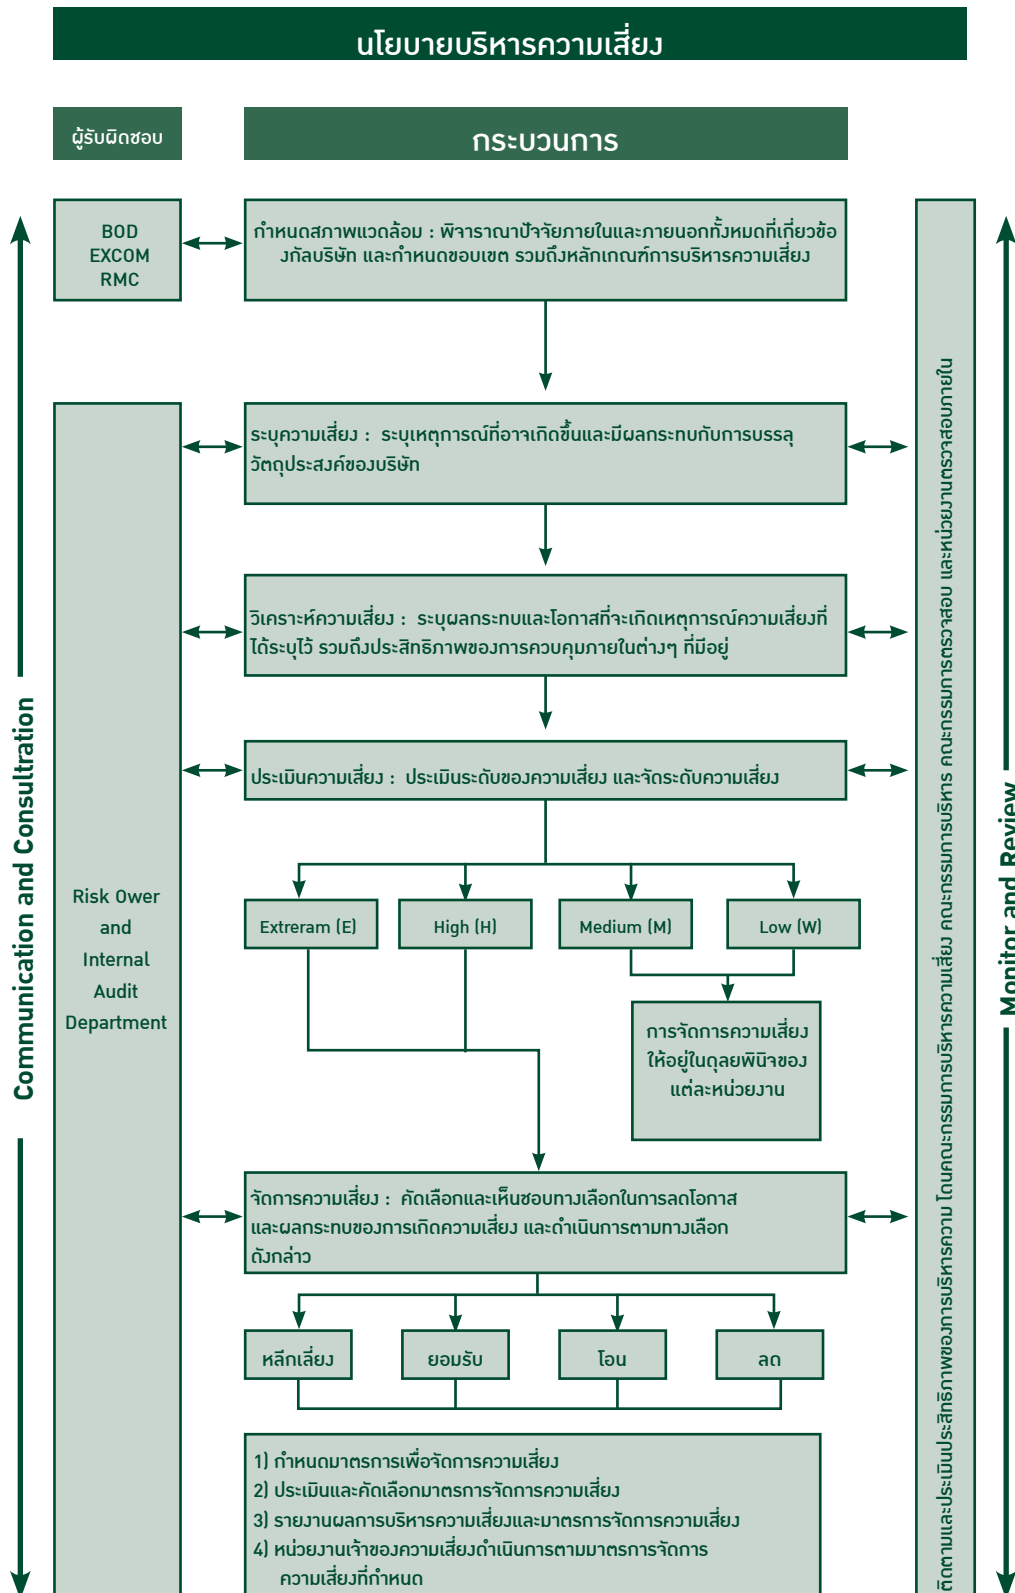 นโยบายบริหารความเสี่ยง
ผู้รับผิดชอบ
กระบวนการ
BOD
EXCOM
RMC
กำหนดสภาพแวดล้อม : พิจาราณาปัจจัยภายในและภายนอกทั้งหมดที่เกี่ยวข้อ
งกัลบริษัท และกำหนดขอบเขต รวมถึงหลักเกณฑ์การบริหารความเสี่ยง
ระบุความเสี่ยง : ระบุเหตุการณ์ที่อาจเกิดขึ้นและมีผลกระทบกับการบรรลุ
วัตถุประสงค์ของบริษัท
วิเคราะห์ความเสี่ยง : ระบุผลกระทบและโอกาสที่จะเกิดเหตุการณ์ความเสี่ยงที่
ได้ระบุไว้ รวมถึงประสิทธิภาพของการควบคุมภายในต่างๆ ที่มีอยู่
ประเมินความเสี่ยง : ประเมินระดับของความเสี่ยง และจัดระดับความเสี่ยง
Risk Ower
and
Internal
Audit
Department
Extreram (E)
High (H)
Medium (M)
Low (W)
การจัดการความเสี่ยง
ให้อยู่ในดุลยพินิจของ
แต่ละหน่วยงาน
จัดการความเสี่ยง : คัดเลือกและเห็นชอบทางเลือกในการลดโอกาส
และผลกระทบของการเกิดความเสี่ยง และดำเนินการตามทางเลือก
ดังกล่าว
หลีกเลี่ยง
ยอมรับ
โอน
ลด
1) กำหนดมาตรการเพื่อจัดการความเสี่ยง
2) ประเมินและคัดเลือกมาตรการจัดการความเสี่ยง
3) รายงานผลการบริหารความเสี่ยงและมาตรการจัดการความเสี่ยง
4) หน่วยงานเจ้าของความเสี่ยงดำเนินการตามมาตรการจัดการ
ความเสี่ยงที่กำหนด
Communication and Consultration
ติดตามและประเมินประสิทธิภาพของการบริหารความ โดนคณะกรรมการบริหารความเสี่ยง คณะกรรมการบริหาร คณะกรรมการตรวจสอบ และหน่วยงานตรวจสอบภายใน
Monitor and Review